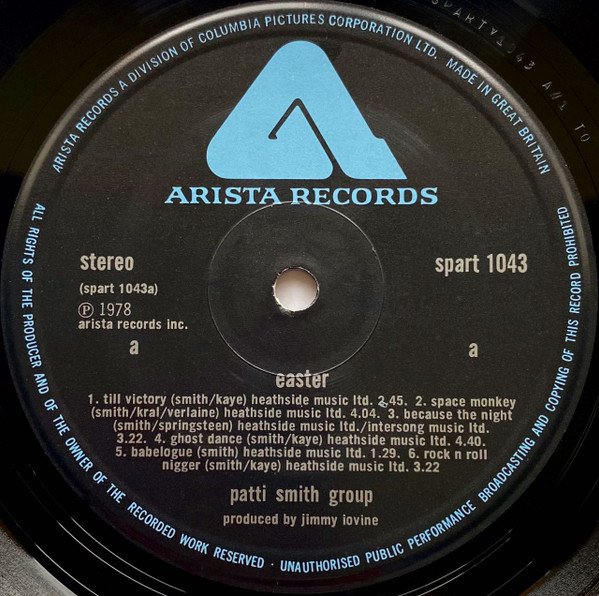 ARISTA RECORDS A DIVISION OF COLUMBIA PICTURES CORPORATION LTD. MADE IN GREAT BRITAIN
SPARTY1043 A
TO
ARISTA RECORDS
stereo
spart 1043
(spart 1043a)
℗ 1978
arista records inc.
a
a
easter
1. till victory (smith/kaye) heathside music ltd. 2.45. 2. space monkey
(smith/kral/verlaine) heathside music ltd. 4.04. 3. because the night
(smith/springsteen) heathside music ltd./intersong music ltd.
3.22. 4. ghost dance (smith/kaye) heathside music ltd. 4.40.
5. babelogue (smith) heathside music ltd. 1.29. 6. rock n roll
nigger (smith/kaye) heathside music ltd. 3.22
patti smith group
produced by jimmy iovine
ALL RIGHTS OF THE PRODUCER AND OF THE OWNER OF THE RECORDED WORK RESERVED · UNAUTHORISED PUBLIC PERFORMANCE BROADCASTING AND COPYING OF THIS RECORD PROHIBITED